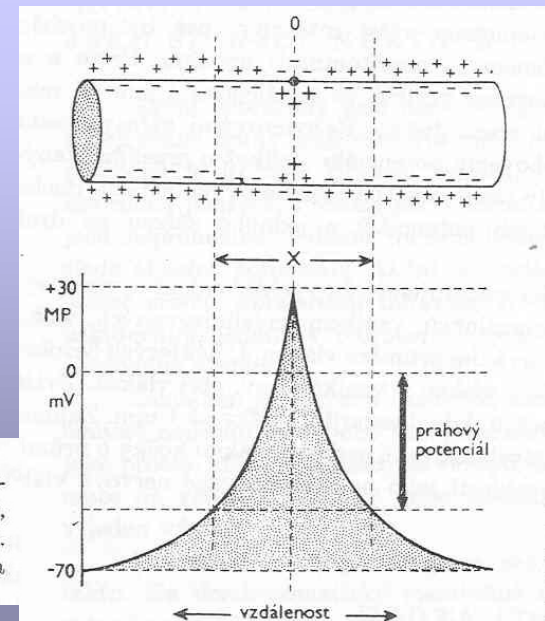 0
X
+30
MP
0
mV
prahový
potenciál
-70
vzdálenost